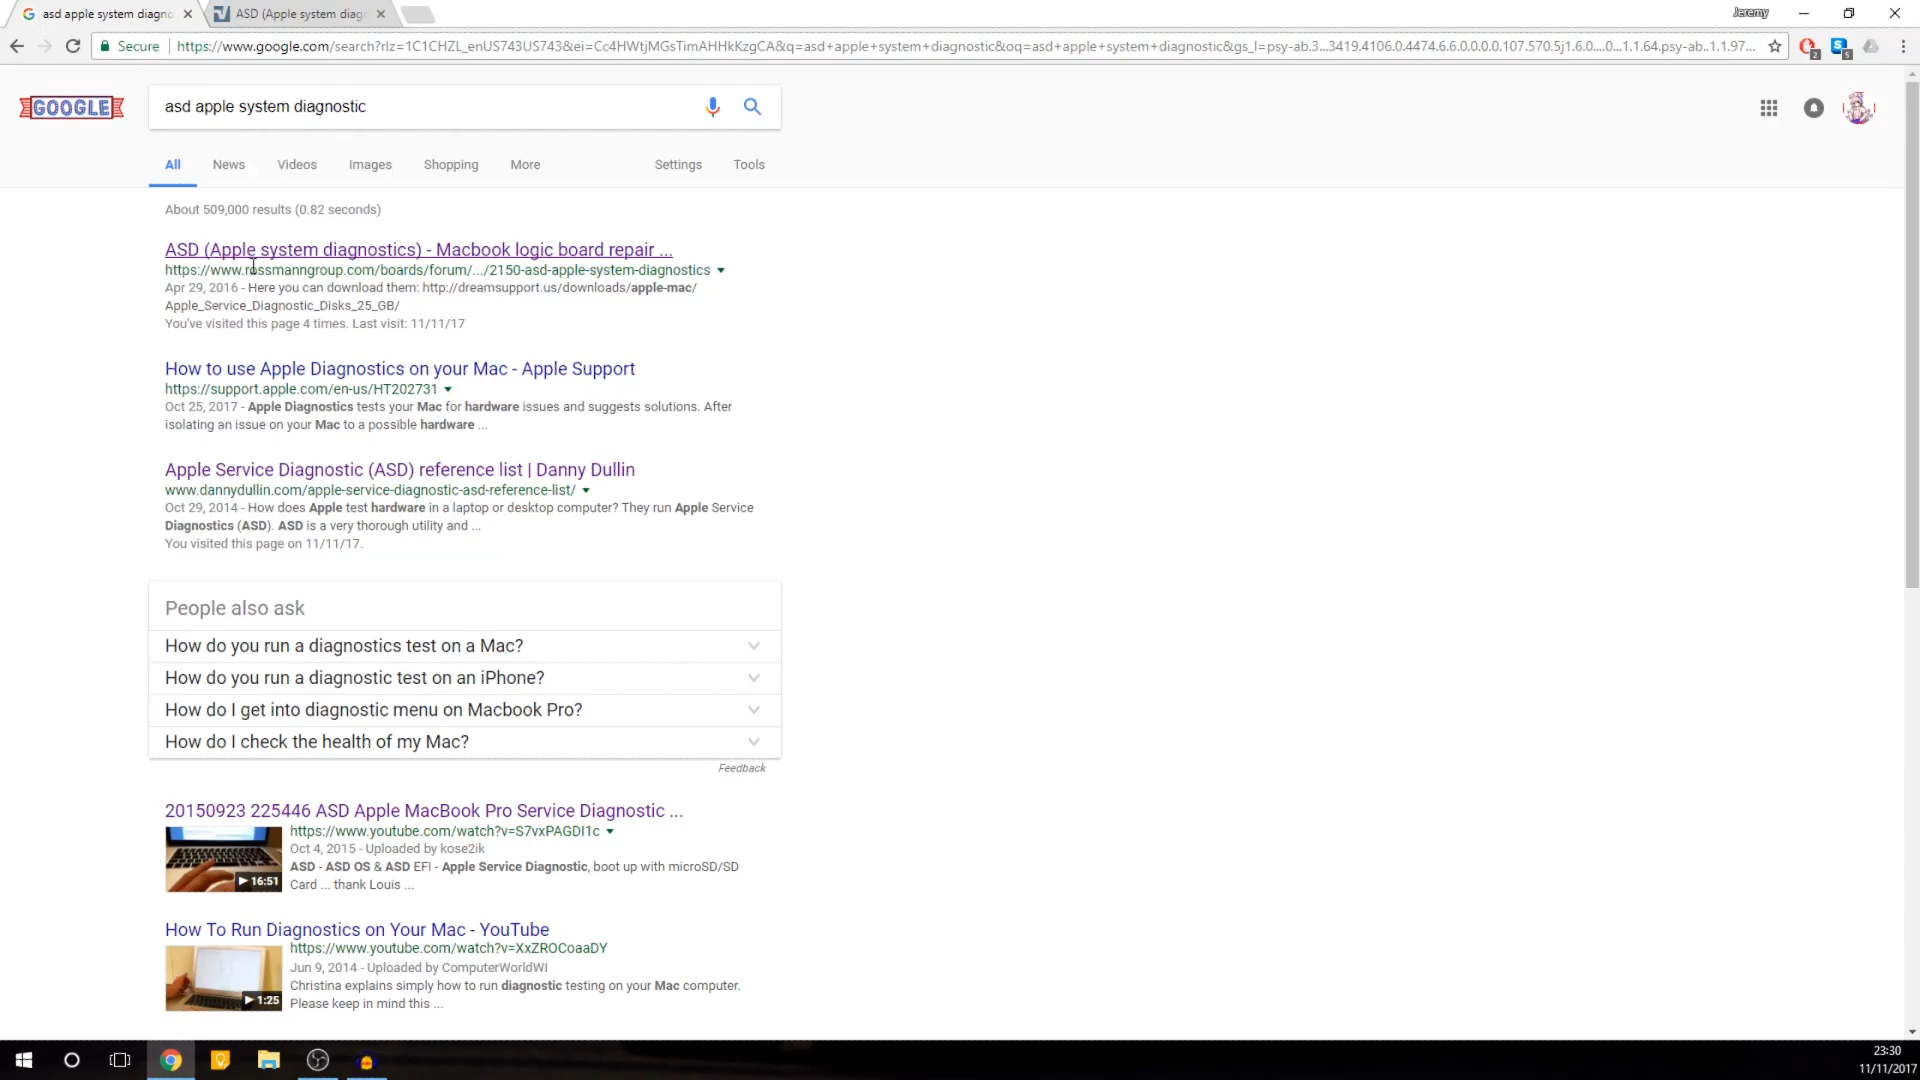 asd apple system diagno
ASD (Apple system diag
Jeremy
Secure
https://www.google.com/search?rlz=1C1CHZL_enUS743US743&ei=Cc4HWtjMGsTimAHHkKzgCA&q=asd+apple+system+diagnostic&oq=asd+apple+system+diagnostic&gs_l=psy-ab.3...3419.4106.0.4474.6.6.0.0.0.0.107.570.5j1.6.0....0...1.1.64.psy-ab..1.1.97...
2
5
GOOGLE
asd apple system diagnostic
All News Videos Images Shopping More Settings Tools
About 509,000 results (0.82 seconds)
ASD (Apple system diagnostics) - Macbook logic board repair ...
https://www.rossmanngroup.com/boards/forum/.../2150-asd-apple-system-diagnostics
Apr 29, 2016 - Here you can download them: http://dreamsupport.us/downloads/apple-mac/
Apple_Service_Diagnostic_Disks_25_GB/
You've visited this page 4 times. Last visit: 11/11/17
How to use Apple Diagnostics on your Mac - Apple Support
https://support.apple.com/en-us/HT202731
Oct 25, 2017 - Apple Diagnostics tests your Mac for hardware issues and suggests solutions. After
isolating an issue on your Mac to a possible hardware ...
Apple Service Diagnostic (ASD) reference list | Danny Dullin
www.dannydullin.com/apple-service-diagnostic-asd-reference-list/
Oct 29, 2014 - How does Apple test hardware in a laptop or desktop computer? They run Apple Service
Diagnostics (ASD). ASD is a very thorough utility and ...
You visited this page on 11/11/17.
People also ask
How do you run a diagnostics test on a Mac?
How do you run a diagnostic test on an iPhone?
How do I get into diagnostic menu on Macbook Pro?
How do I check the health of my Mac?
Feedback
20150923 225446 ASD Apple MacBook Pro Service Diagnostic ...
https://www.youtube.com/watch?v=S7vxPAGDI1c
Oct 4, 2015 - Uploaded by kose2ik
ASD - ASD OS & ASD EFI - Apple Service Diagnostic, boot up with microSD/SD
Card ... thank Louis ...
16:51
How To Run Diagnostics on Your Mac - YouTube
https://www.youtube.com/watch?v=XxZROCoaaDY
Jun 9, 2014 - Uploaded by ComputerWorldWI
Christina explains simply how to run diagnostic testing on your Mac computer.
Please keep in mind this ...
1:25
23:30
11/11/2017